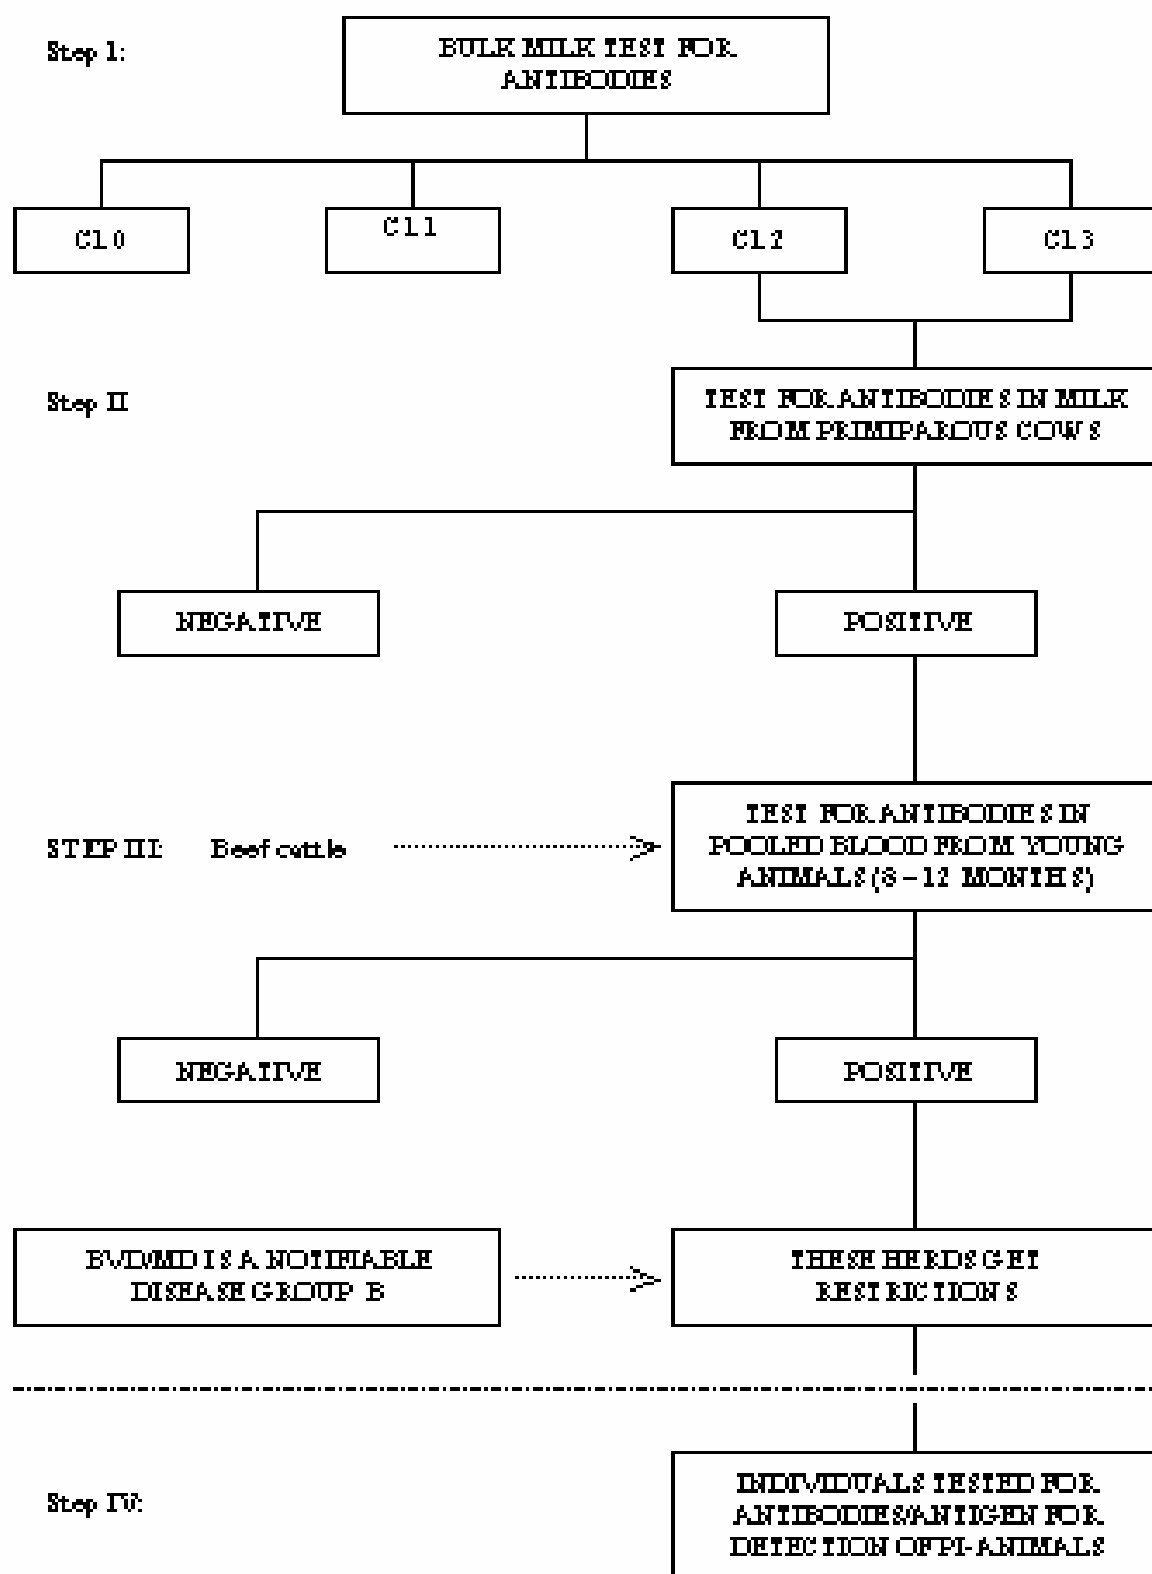 Step I:
BULK MILK TEST FOR
ANTIBODIES
Cl 0
Cl 1
Cl 2
Cl 3
Step II
TEST FOR ANTIBODIES IN MILK
FROM PRIMIPAROUS COWS
NEGATIVE
POSITIVE
STEP III: Beef cattle
TEST FOR ANTIBODIES IN
POOLED BLOOD FROM YOUNG
ANIMALS (8 – 12 MONTHS)
NEGATIVE
POSITIVE
BVD/MD IS A NOTIFIABLE
DISEASE GROUP B
THESE HERDS GET
RESTRICTIONS
Step IV:
INDIVIDUALS TESTED FOR
ANTIBODIES/ANTIGEN FOR
DETECTION OF PI-ANIMALS